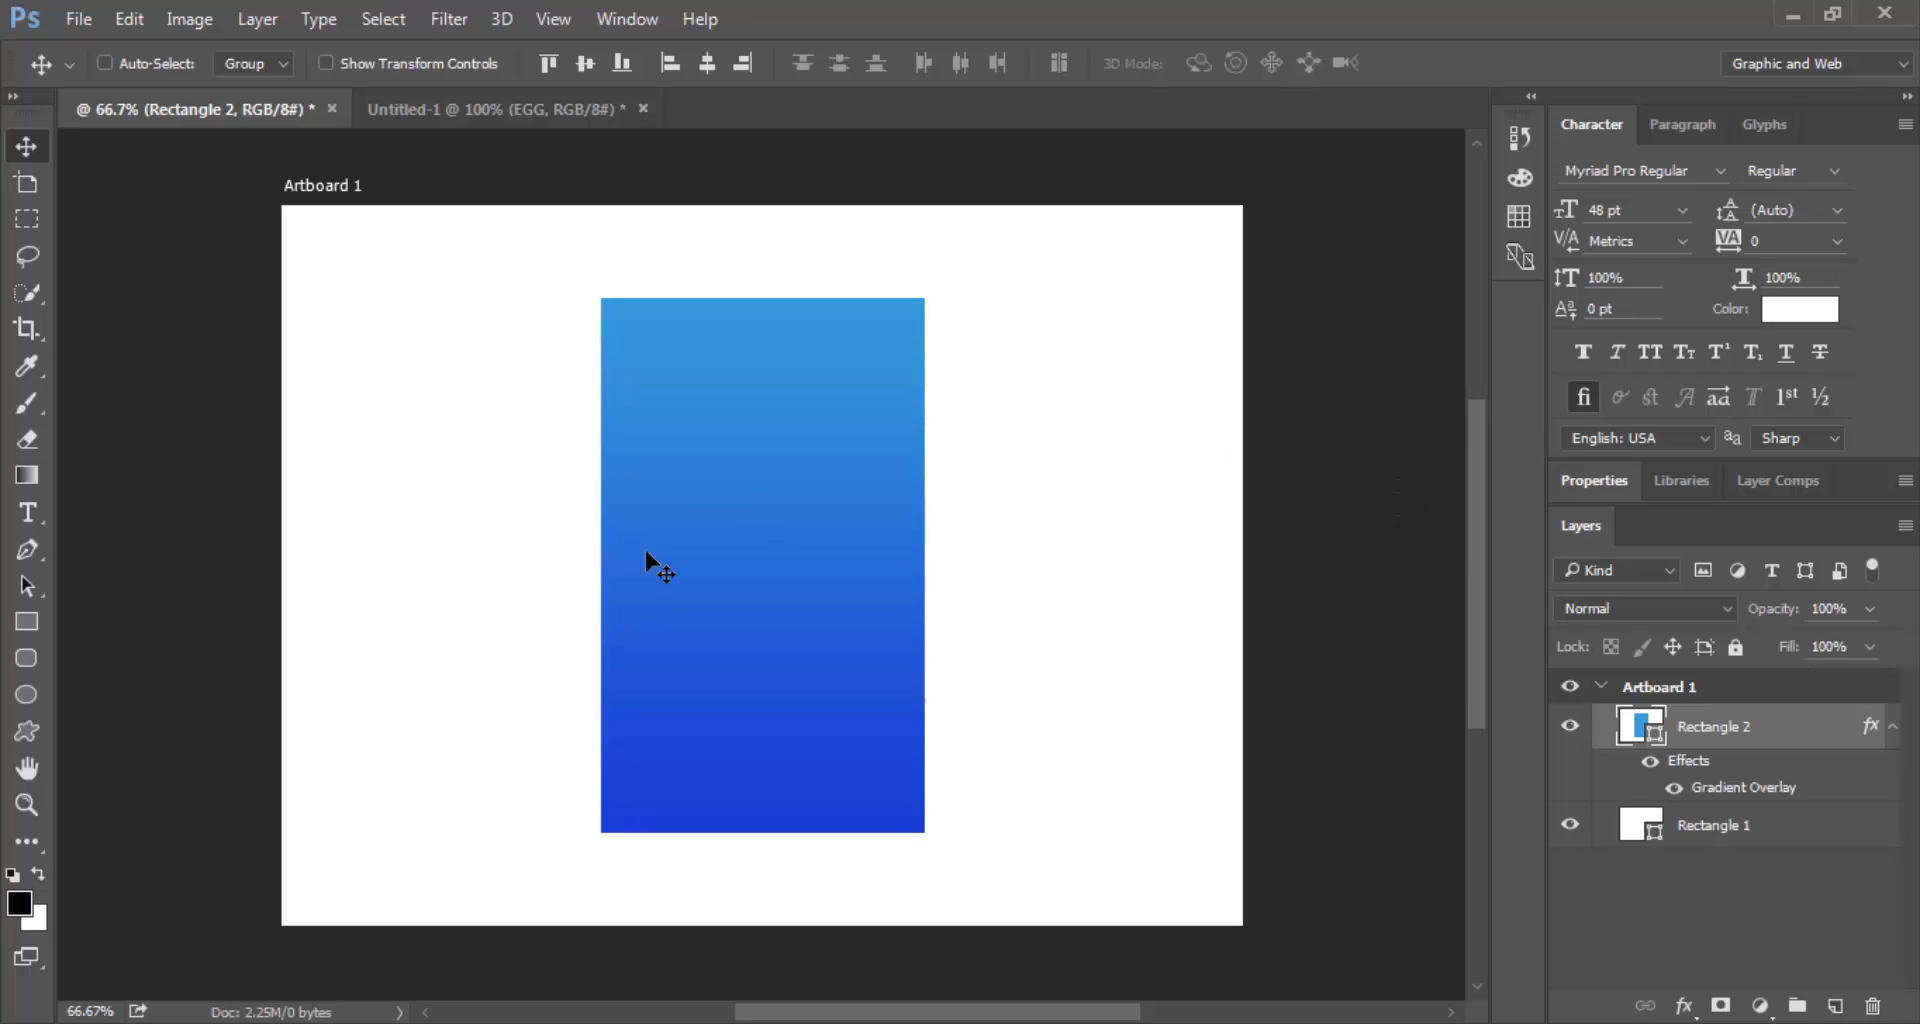 Ps File Edit Image Layer Type Select Filter 3D View Window Help
Auto-Select: Group Show Transform Controls 3D Mode: Graphic and Web
@ 66.7% (Rectangle 2, RGB/8#) * × Untitled-1 @ 100% (EGG, RGB/8#) * ×
Artboard 1
Character Paragraph Glyphs
Myriad Pro Regular Regular
48 pt (Auto)
Metrics 0
100% 100%
0 pt Color:
English: USA Sharp
Properties Libraries Layer Comps
Layers
Kind
Normal Opacity: 100%
Lock: Fill: 100%
Artboard 1
Rectangle 2 fx
Effects
Gradient Overlay
Rectangle 1
66.67% Doc: 2.25M/0 bytes
fx